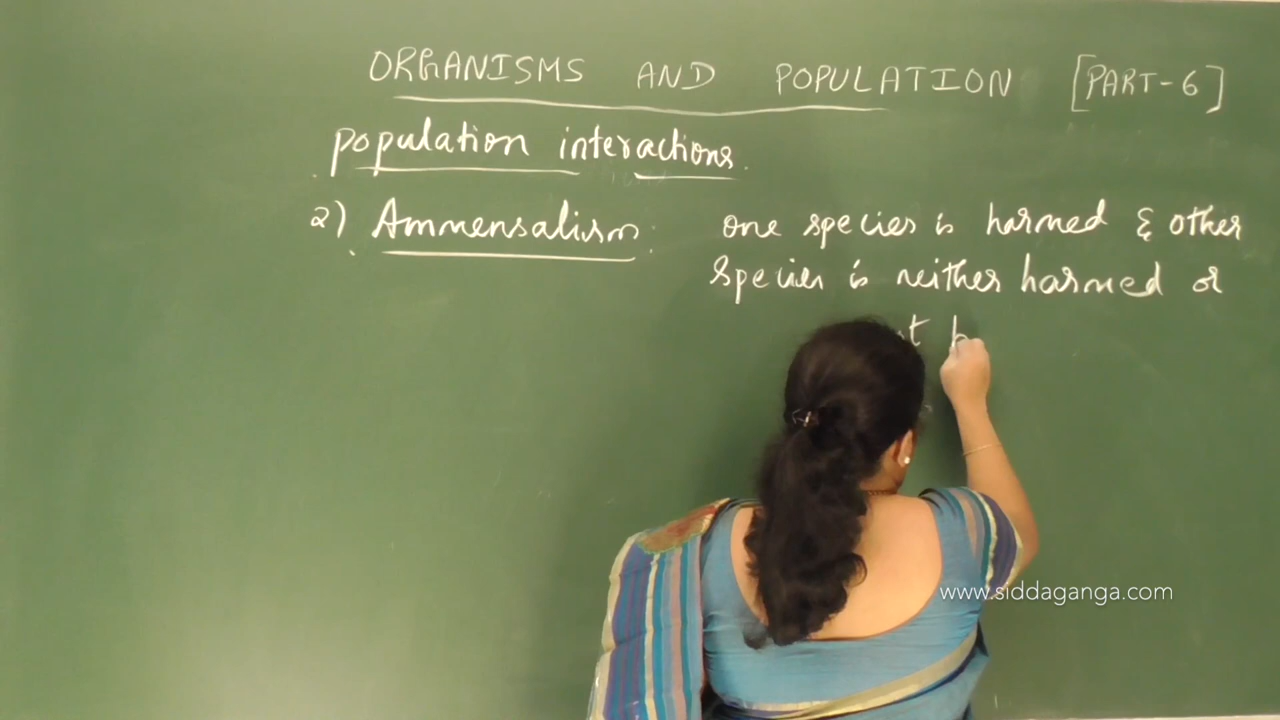 ORGANISMS AND POPULATION [PART-6]
population interactions.
2) Ammensalism: one species is harmed & other
species is neither harmed or
www.siddaganga.com